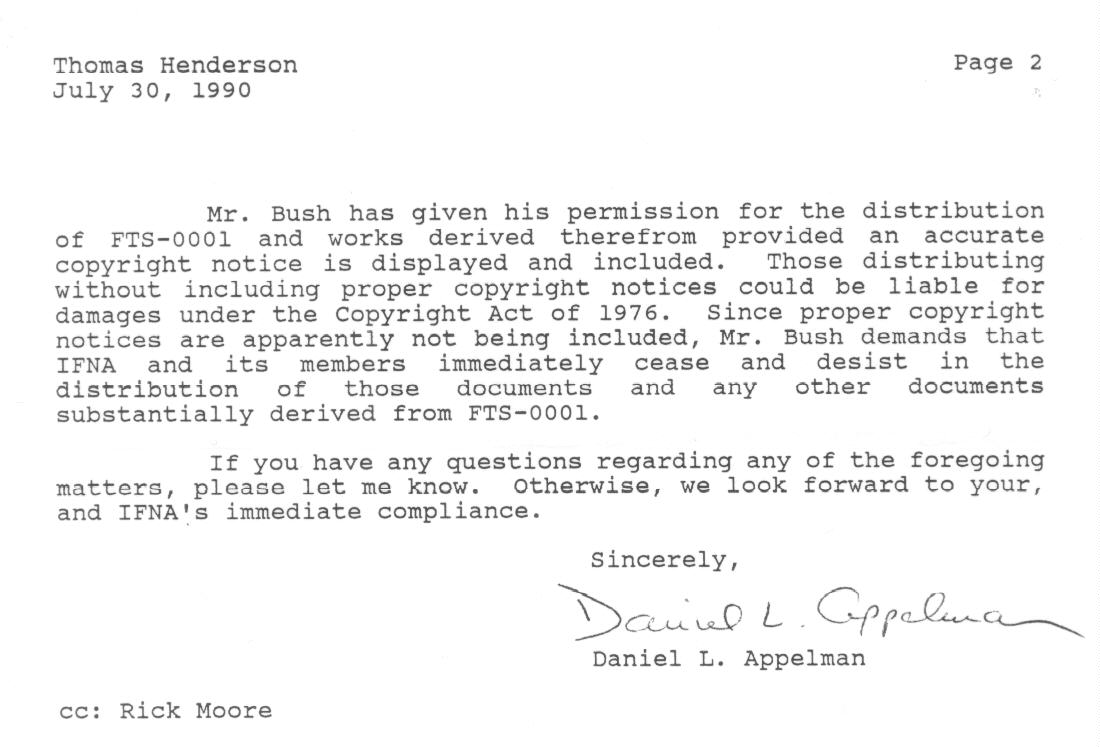 Thomas Henderson
Page 2
July 30, 1990
Mr. Bush has given his permission for the distribution
of FTS-0001 and works derived therefrom provided an accurate
copyright notice is displayed and included. Those distributing
without including proper copyright notices could be liable for
damages under the Copyright Act of 1976. Since proper copyright
notices are apparently not being included, Mr. Bush demands that
IFNA and its members immediately cease and desist in the
distribution of those documents and any other documents
substantially derived from FTS-0001.
If you have any questions regarding any of the foregoing
matters, please let me know. Otherwise, we look forward to your,
and IFNA's immediate compliance.
Sincerely,
Daniel L. Appelman
Daniel L. Appelman
cc: Rick Moore